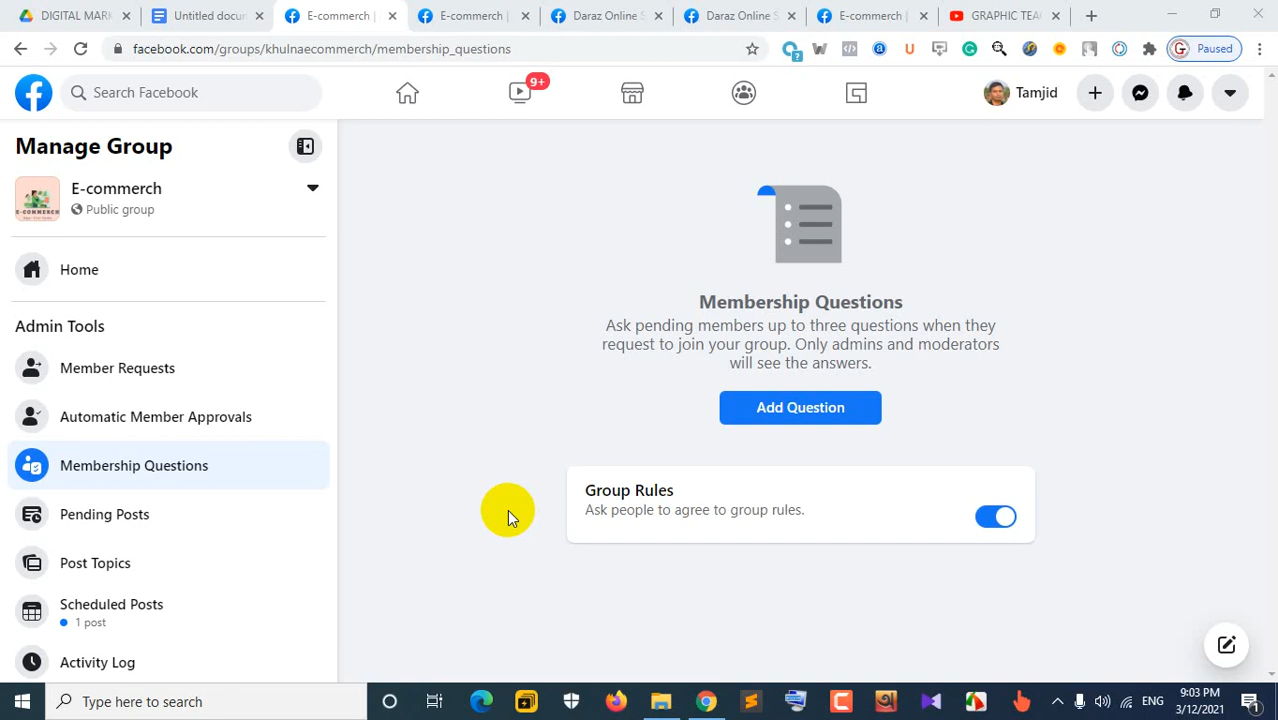 DIGITAL MAR
Untitled docu
E-commerch |
E-commerch |
Daraz Online S
Daraz Online S
E-commerch |
GRAPHIC TEA
facebook.com/groups/khulnaecommerch/membership_questions
Paused
Search Facebook
9+
Tamjid
Manage Group
E-commerch
Public group
Home
Admin Tools
Member Requests
Automatic Member Approvals
Membership Questions
Pending Posts
Post Topics
Scheduled Posts
1 post
Activity Log
Membership Questions
Ask pending members up to three questions when they
request to join your group. Only admins and moderators
will see the answers.
Add Question
Group Rules
Ask people to agree to group rules.
Type here to search
ENG
9:03 PM
3/12/2021